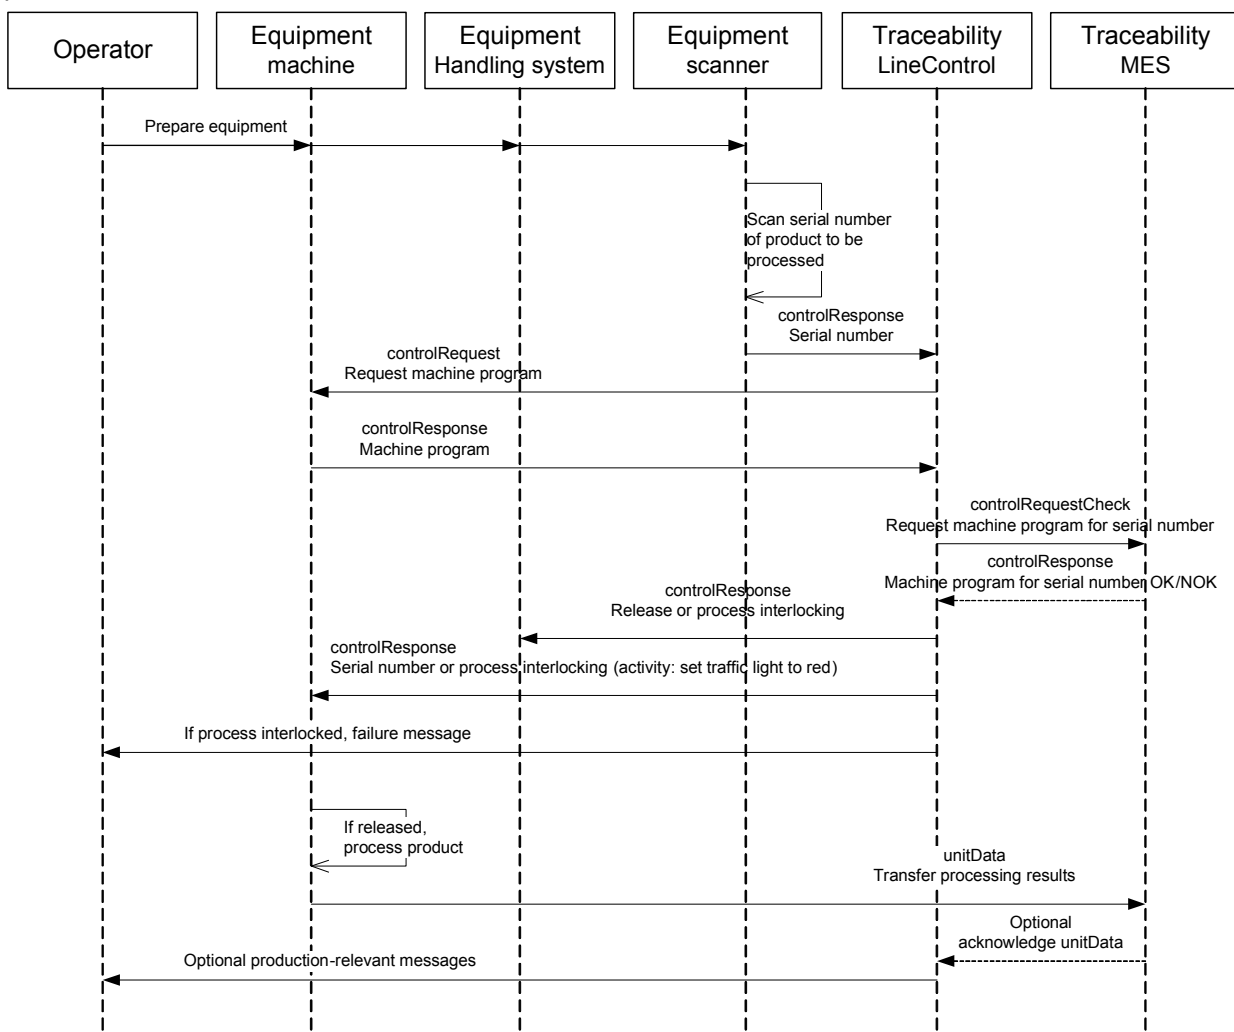 Operator
Equipment
machine
Equipment
Handling system
Equipment
scanner
Traceability
LineControl
Traceability
MES
Prepare equipment
Scan serial number
of product to be
processed
controlResponse
Serial number
controlRequest
Request machine program
controlResponse
Machine program
controlRequestCheck
Request machine program for serial number
controlResponse
Machine program for serial number OK/NOK
controlResponse
Release or process interlocking
controlResponse
Serial number or process interlocking (activity: set traffic light to red)
If process interlocked, failure message
If released,
process product
unitData
Transfer processing results
Optional
acknowledge unitData
Optional production-relevant messages